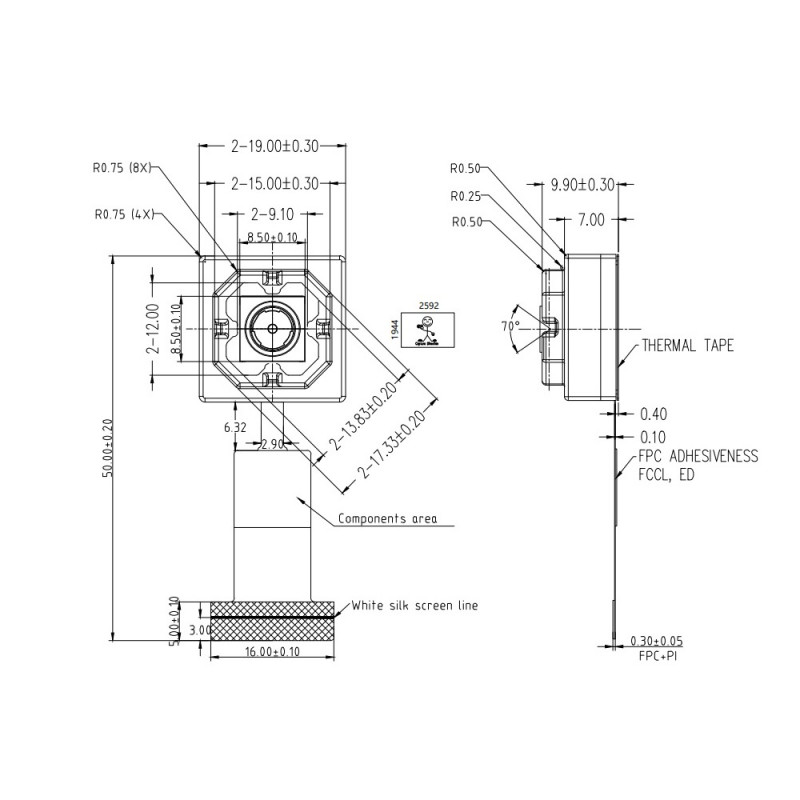 2-19.00±0.30
R0.75 (8X)
2-15.00±0.30
R0.75 (4X)
2-9.10
8.50±0.10
2-12.00
8.50±0.10
50.00±0.20
6.32
2.90
2-13.83±0.20
2-17.33±0.20
2592
1944
Components area
White silk screen line
5.00±0.10
3.00
16.00±0.10
R0.50
R0.25
R0.50
9.90±0.30
7.00
70°
THERMAL TAPE
0.40
0.10
FPC ADHESIVENESS
FCCL, ED
0.30±0.05
FPC+PI